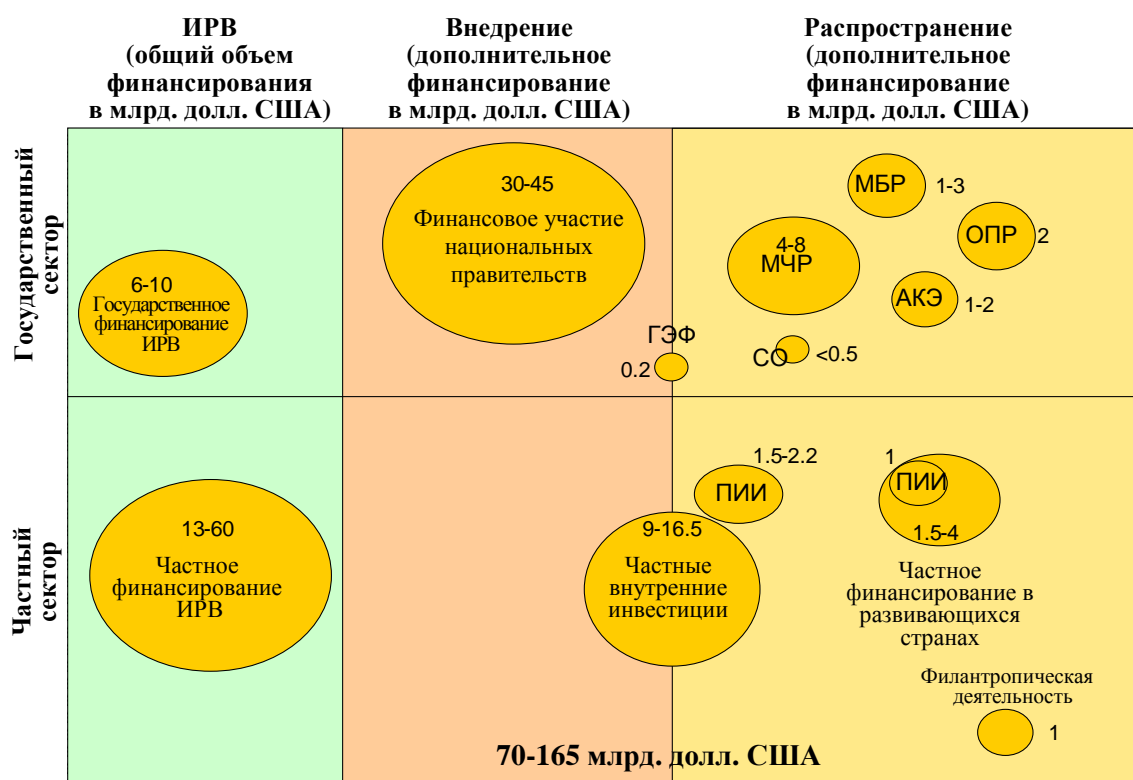 ИРВ
(общий объем
финансирования
в млрд. долл. США)
Внедрение
(дополнительное
финансирование
в млрд. долл. США)
Распространение
(дополнительное
финансирование
в млрд. долл. США)
Государственный
сектор
6-10
Государственное
финансирование
ИРВ
30-45
Финансовое участие
национальных
правительств
МБР 1-3
ОПР 2
4-8
МЧР
АКЭ 1-2
ГЭФ
0.2
СО <0.5
Частный
сектор
13-60
Частное
финансирование
ИРВ
1.5-2.2
ПИИ
9-16.5
Частные
внутренние
инвестиции
1
ПИИ
1.5-4
Частное
финансирование в
развивающихся
странах
Филантропическая
деятельность
1
70-165 млрд. долл. США